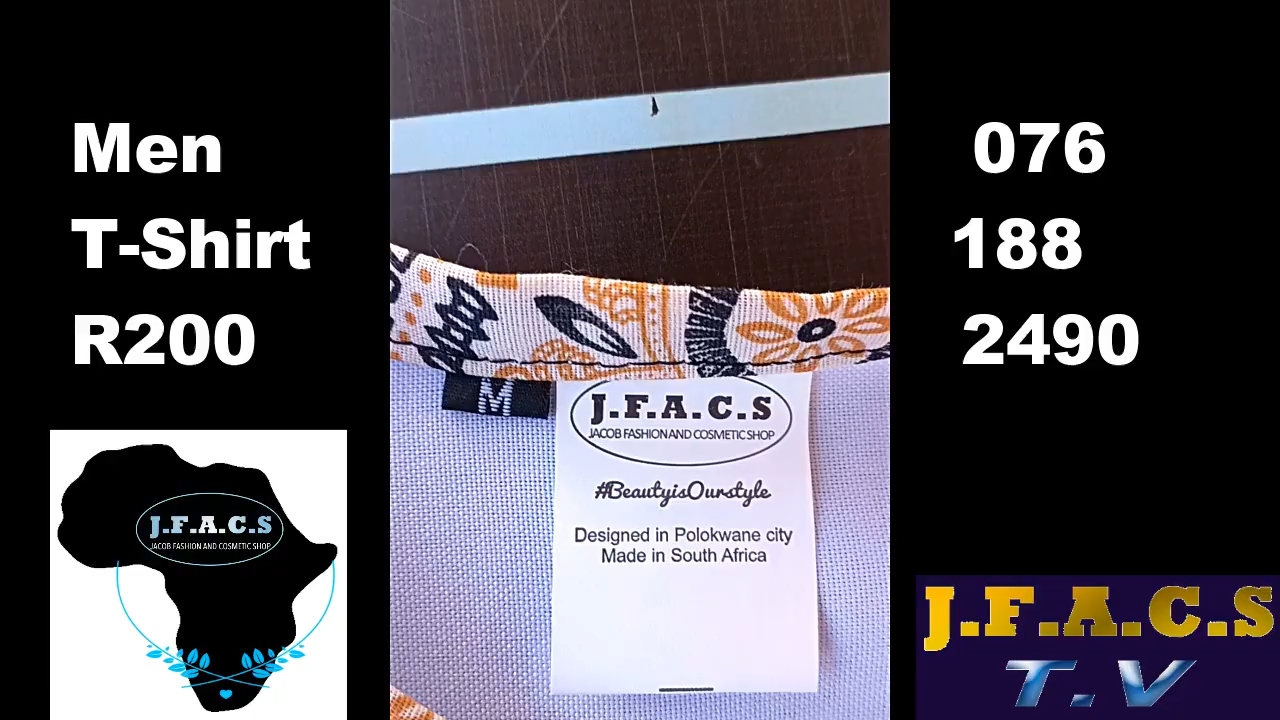 Men
T-Shirt
R200
J.F.A.C.S
JACOB FASHION AND COSMETIC SHOP
M
J.F.A.C.S
JACOB FASHION AND COSMETIC SHOP
#BeautyisOurstyle
Designed in Polokwane city
Made in South Africa
076
188
2490
J.F.A.C.S
T.V